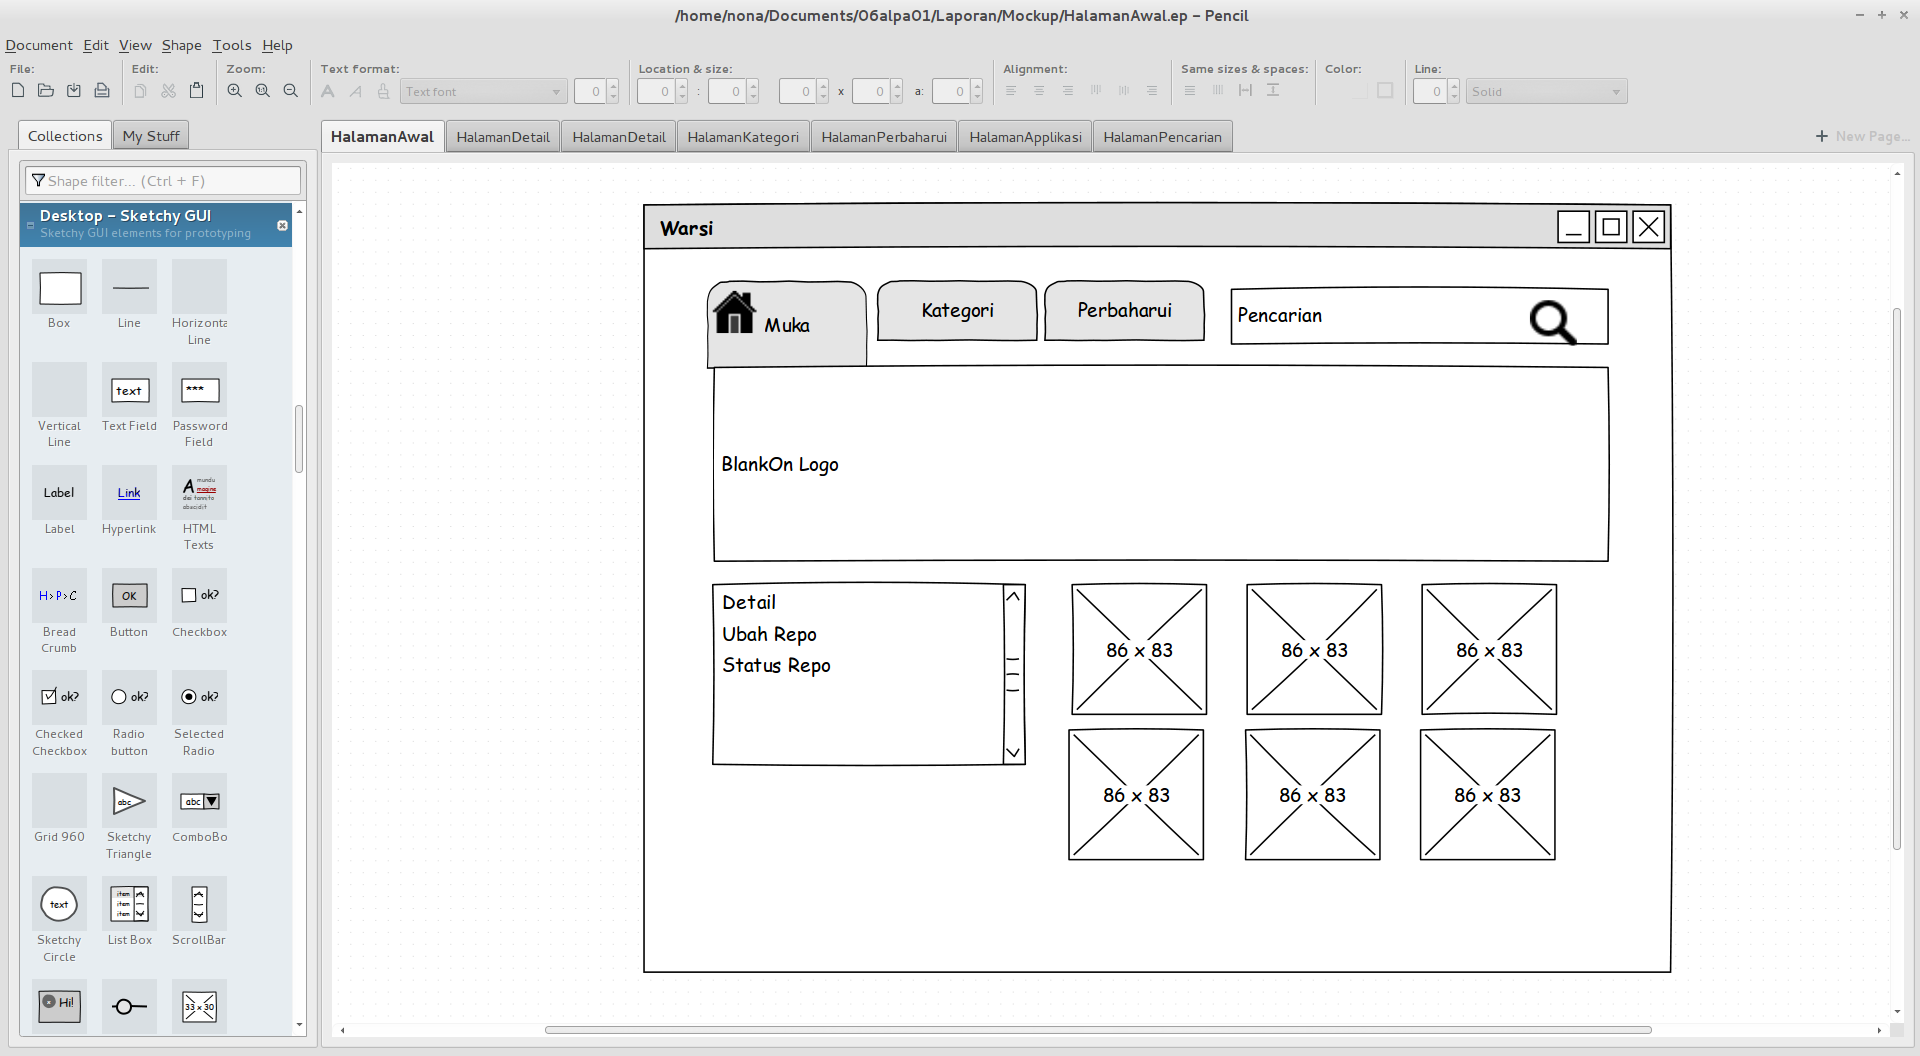 /home/nona/Documents/06alpa01/Laporan/Mockup/HalamanAwal.ep - Pencil
Document Edit View Shape Tools Help
File: Edit: Zoom: Text format: Location & size: Alignment: Same sizes & spaces: Color: Line:
Text font 0 0 : 0 0 x 0 a: 0 0 Solid
Collections My Stuff
HalamanAwal HalamanDetail HalamanDetail HalamanKategori HalamanPerbaharui HalamanApplikasi HalamanPencarian
New Page...
Shape filter... (Ctrl + F)
Desktop - Sketchy GUI
Sketchy GUI elements for prototyping
Box Line Horizonta
Line
text ***
Vertical Text Field Password
Line Field
Label Link A mundu
magine
Label Hyperlink HTML
Texts
H>P>C OK ok?
Bread Button Checkbox
Crumb
ok? ok? ok?
Checked Radio Selected
Checkbox button Radio
abc abc
Grid 960 Sketchy ComboBo
Triangle
text item
item
item
Sketchy List Box ScrollBar
Circle
Hi! 33 x 30
Warsi
Muka Kategori Perbaharui Pencarian
BlankOn Logo
Detail
Ubah Repo
Status Repo
86 x 83 86 x 83 86 x 83
86 x 83 86 x 83 86 x 83